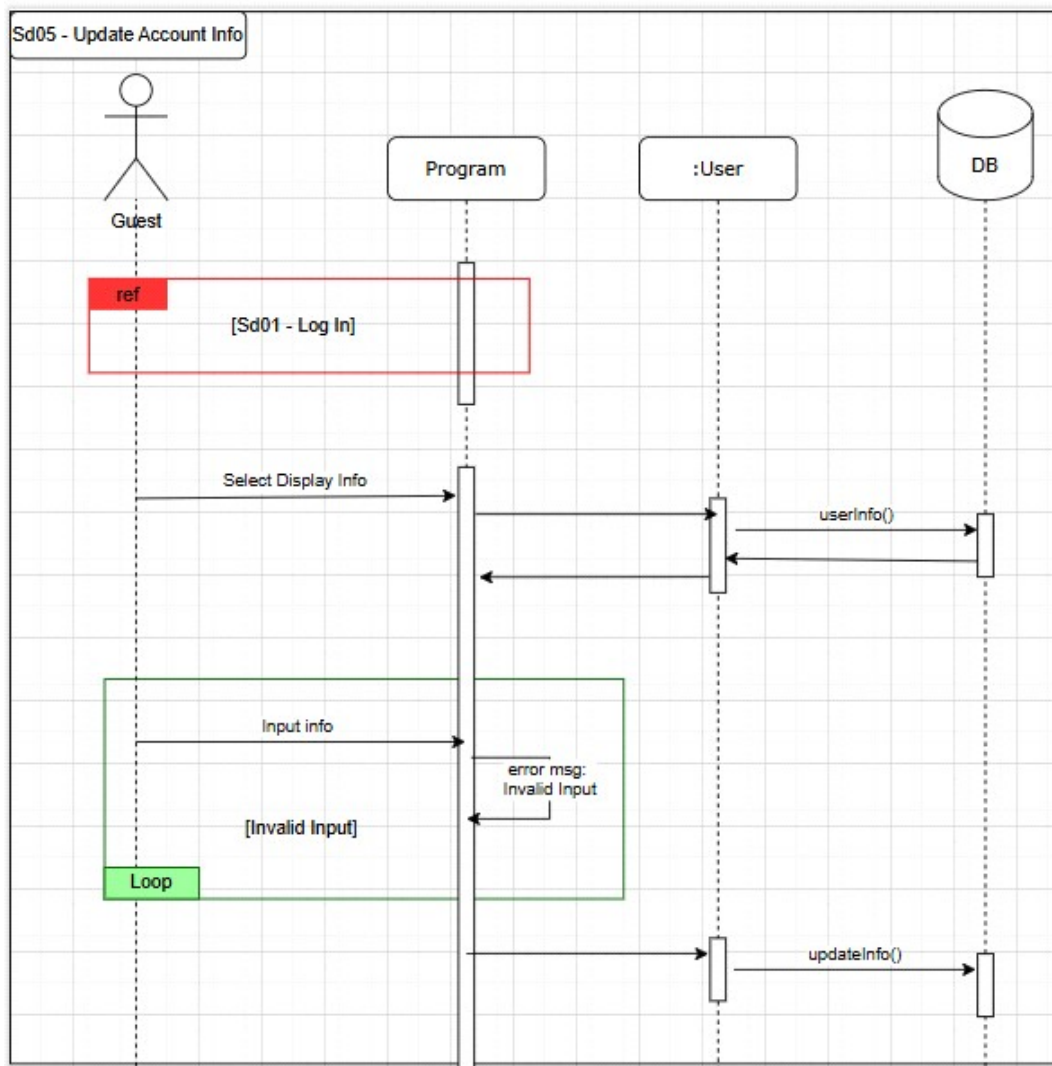 Sd05 - Update Account Info
Program
:User
DB
Guest
ref
[Sd01 - Log In]
Select Display Info
userInfo()
Input info
error msg:
Invalid Input
[Invalid Input]
Loop
updateInfo()